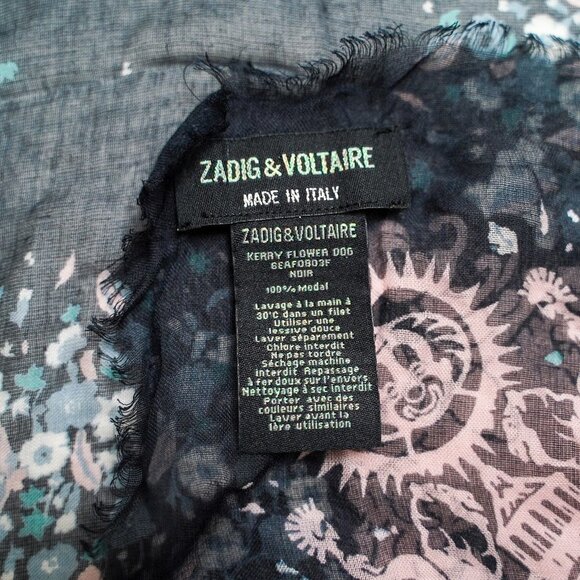 ZADIG & VOLTAIRE
MADE IN ITALY
ZADIG&VOLTAIRE
KERRY FLOWER DOG
SEAF0803F
NOIR
100% Modal
Lavage à la main à
30°C dans un filet
Utiliser une
lessive douce
Laver séparement
Chlore interdit
Ne pas tordre
Séchage machine
interdit Repassage
à fer doux sur l'envers
Nettoyage à sec interdit
Porter avec des
couleurs similaires
Laver avant la
1ère utilisation